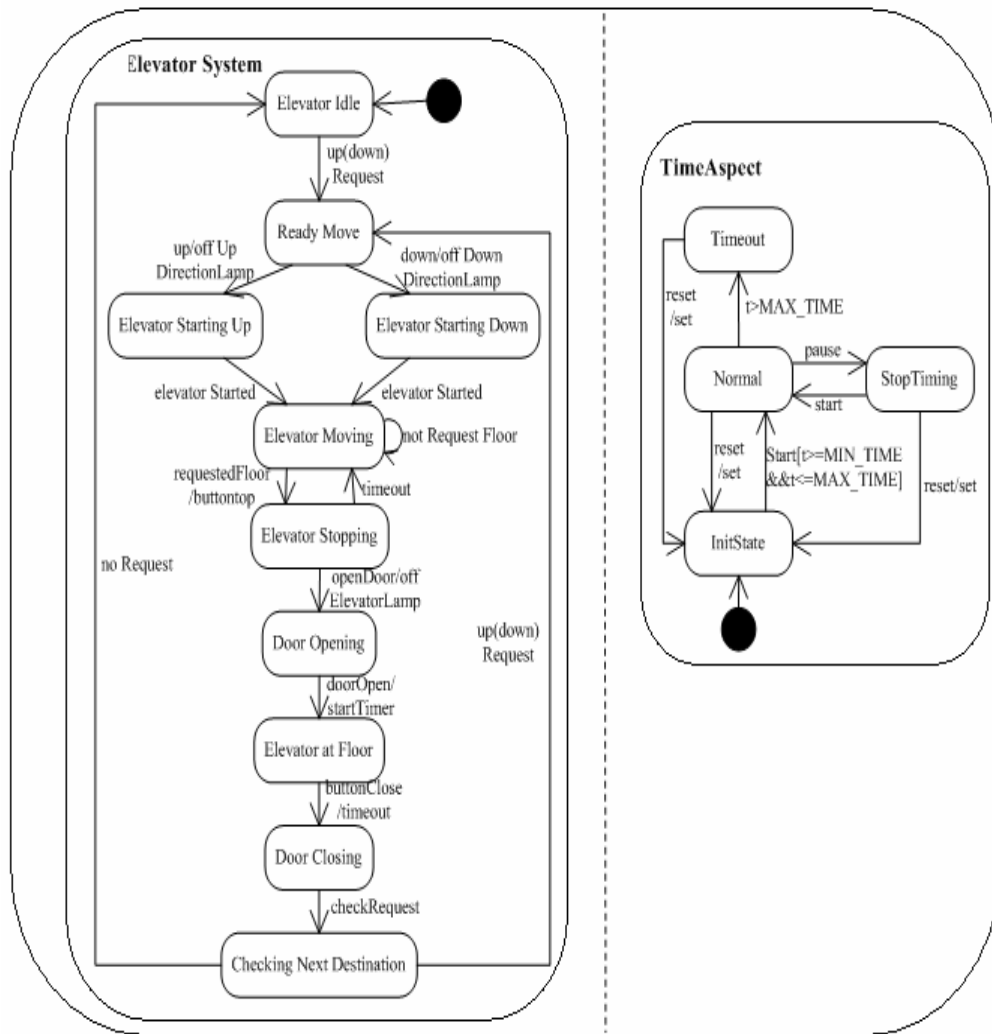 Elevator System
Elevator Idle
up(down)
Request
Ready Move
up/off Up
DirectionLamp
down/off Down
DirectionLamp
Elevator Starting Up
Elevator Starting Down
elevator Started
elevator Started
Elevator Moving
not Request Floor
requestedFloor
/buttontop
timeout
Elevator Stopping
no Request
openDoor/off
ElevatorLamp
Door Opening
up(down)
Request
doorOpen/
startTimer
Elevator at Floor
buttonClose
/timeout
Door Closing
checkRequest
Checking Next Destination
TimeAspect
Timeout
reset
/set
t>MAX_TIME
pause
Normal
StopTiming
start
reset
/set
Start[t>=MIN_TIME
&&t<=MAX_TIME]
reset/set
InitState